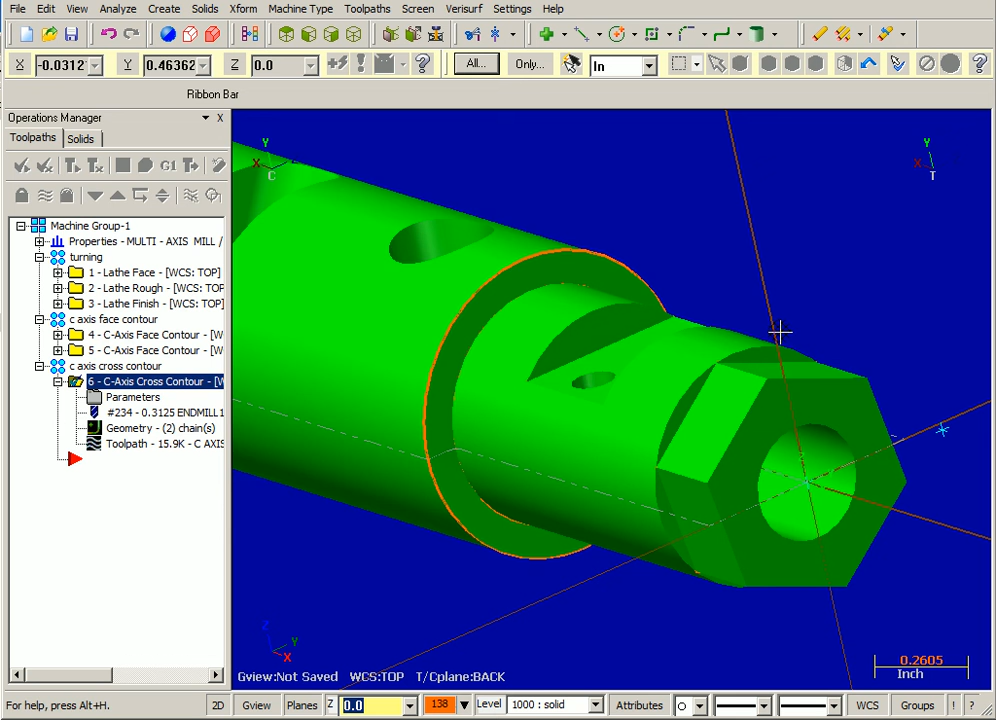 File Edit View Analyze Create Solids Xform Machine Type Toolpaths Screen Verisurf Settings Help
G1
X -0.0312 Y 0.46362 Z 0.0 All... Only... In
Ribbon Bar
Operations Manager X
Toolpaths Solids
Machine Group-1
Properties - MULTI - AXIS MILL /
turning
1 - Lathe Face - [WCS: TOP]
2 - Lathe Rough - [WCS: TOP
3 - Lathe Finish - [WCS: TOP]
c axis face contour
4 - C-Axis Face Contour - [W
5 - C-Axis Face Contour - [W
c axis cross contour
6 - C-Axis Cross Contour - [W
Parameters
#234 - 0.3125 ENDMILL1
Geometry - (2) chain(s)
Toolpath - 15.9K - C AXIS
Y
X
C
Y
X
T
Z
Y
X
Gview:Not Saved WCS:TOP T/Cplane:BACK
0.2605
Inch
For help, press Alt+H. 2D Gview Planes Z 0.0 138 Level 1000 : solid Attributes WCS Groups ! ?